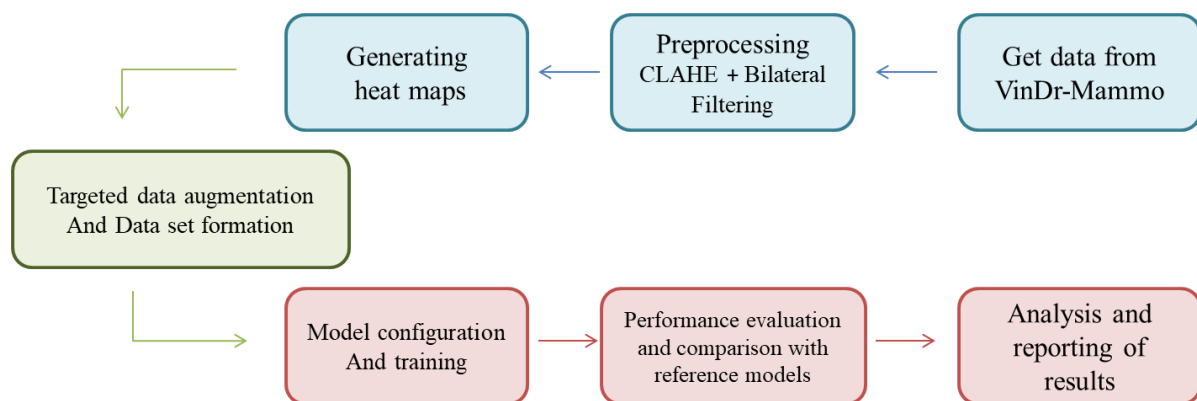 Get data from
VinDr-Mammo
Preprocessing
CLAHE + Bilateral
Filtering
Generating
heat maps
Targeted data augmentation
And Data set formation
Model configuration
And training
Performance evaluation
and comparison with
reference models
Analysis and
reporting of
results